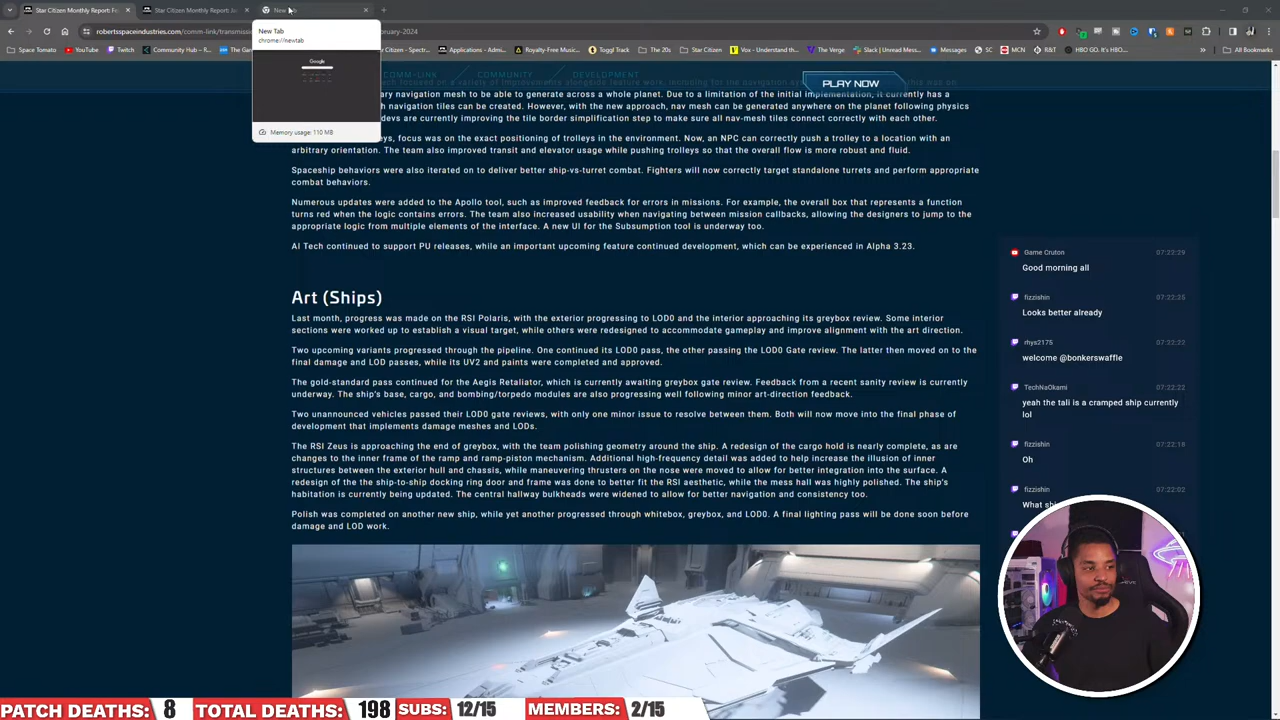 Star Citizen Monthly Report: Fe
Star Citizen Monthly Report: Ja
New Tab
robertsspaceindustries.com/comm-link/transmiss
bruary-2024
New Tab
chrome://newtab
Google
Memory usage: 110 MB
YouTube
Twitch
Community Hub - St
The Gam
Citizen - Spectr...
Applications | Admi...
Royalty-Free Music...
Toggl Track
The 20s
Star Citizen
Vox - Understand th...
Slack | Unread Mess...
Messenger
SC
MCN
R&T
HBO GO | It's HBO...
All Bookmarks
COMM-LINK
COMMUNITY
DEVELOPMENT
PLAY NOW
ary navigation mesh to be able to generate across a whole planet. Due to a limitation of the initial implementation, it currently has a
h navigation tiles can be created. However, with the new approach, nav mesh can be generated anywhere on the planet following physics
devs are currently improving the tile border simplification step to make sure all nav-mesh tiles connect correctly with each other.
eys, focus was on the exact positioning of trolleys in the environment. Now, an NPC can correctly push a trolley to a location with an
arbitrary orientation. The team also improved transit and elevator usage while pushing trolleys so that the overall flow is more robust and fluid.
Spaceship behaviors were also iterated on to deliver better ship-vs-turret combat. Fighters will now correctly target standalone turrets and perform appropriate
combat behaviors.
Numerous updates were added to the Apollo tool, such as improved feedback for errors in missions. For example, the overall box that represents a function
turns red when the logic contains errors. The team also increased usability when navigating between mission callbacks, allowing the designers to jump to the
appropriate logic from multiple elements of the interface. A new UI for the Subsumption tool is underway too.
AI Tech continued to support PU releases, while an important upcoming feature continued development, which can be experienced in Alpha 3.23.
Art (Ships)
Last month, progress was made on the RSI Polaris, with the exterior progressing to LOD0 and the interior approaching its greybox review. Some interior
sections were worked up to establish a visual target, while others were redesigned to accommodate gameplay and improve alignment with the art direction.
Two upcoming variants progressed through the pipeline. One continued its LOD0 pass, the other passing the LOD0 Gate review. The latter then moved on to the
final damage and LOD pass, while its UV2 and paints were completed and approved.
The gold-standard pass continued for the Aegis Retaliator, which is currently awaiting greybox gate review. Feedback from a recent sanity review is currently
underway. The ship's base, cargo, and bombing/torpedo modules are also progressing well following minor art-direction feedback.
Two unannounced vehicles passed their LOD0 gate reviews, with only one minor issue to resolve between them. Both will now move into the final phase of
development that implements damage meshes and LODs.
The RSI Zeus is approaching the end of greybox, with the team polishing geometry around the ship. A redesign of the cargo hold is nearly complete, as are
changes to the inner frame of the ramp and ramp-piston mechanism. Additional high-frequency detail was added to help increase the illusion of inner
structures between the exterior hull and chassis, while maneuvering thrusters on the nose were moved to allow for better integration into the surface. A
redesign of the the ship-to-ship docking ring door and frame was done to better fit the RSI aesthetic, while the mess hall was highly polished. The ship's
habitation is currently being updated. The central hallway bulkheads were widened to allow for better navigation and consistency too.
Polish was completed on another new ship, while yet another progressed through whitebox, greybox, and LOD0. A final lighting pass will be done soon before
damage and LOD work.
Game Cruton 07:22:29
Good morning all
fizzishin 07:22:35
Looks better already
rhys2175 07:22:22
welcome @bonkerswaffle
TechNaOkami 07:22:22
yeah the tali is a cramped ship currently
lol
fizzishin 07:22:18
Oh
fizzishin 07:22:02
What shi
PATCH DEATHS: 8 TOTAL DEATHS: 198 SUBS: 12/15 MEMBERS: 2/15